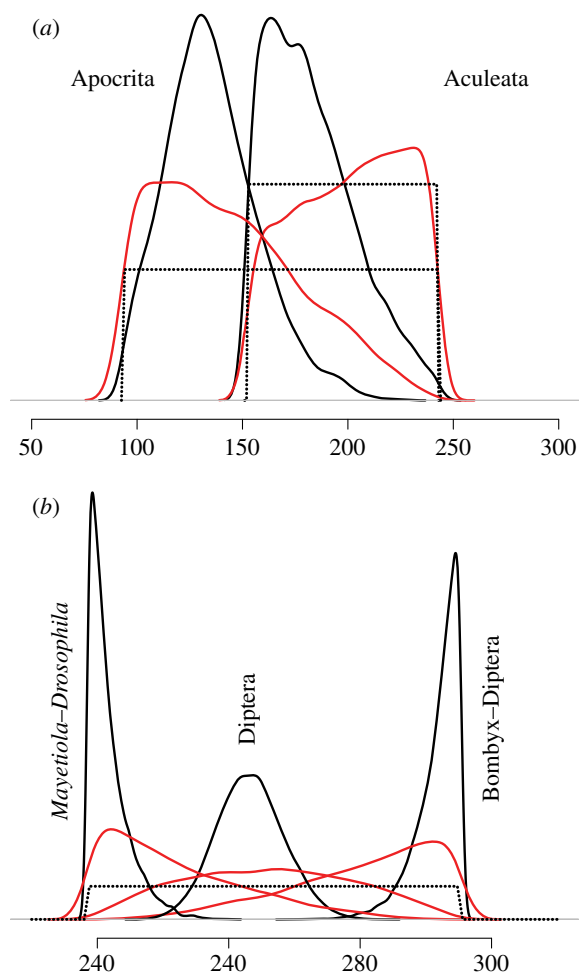 (a)
Apocrita
Aculeata
50 100 150 200 250 300
(b)
Mayetiola–Drosophila
Diptera
Bombyx–Diptera
240 240 280 300